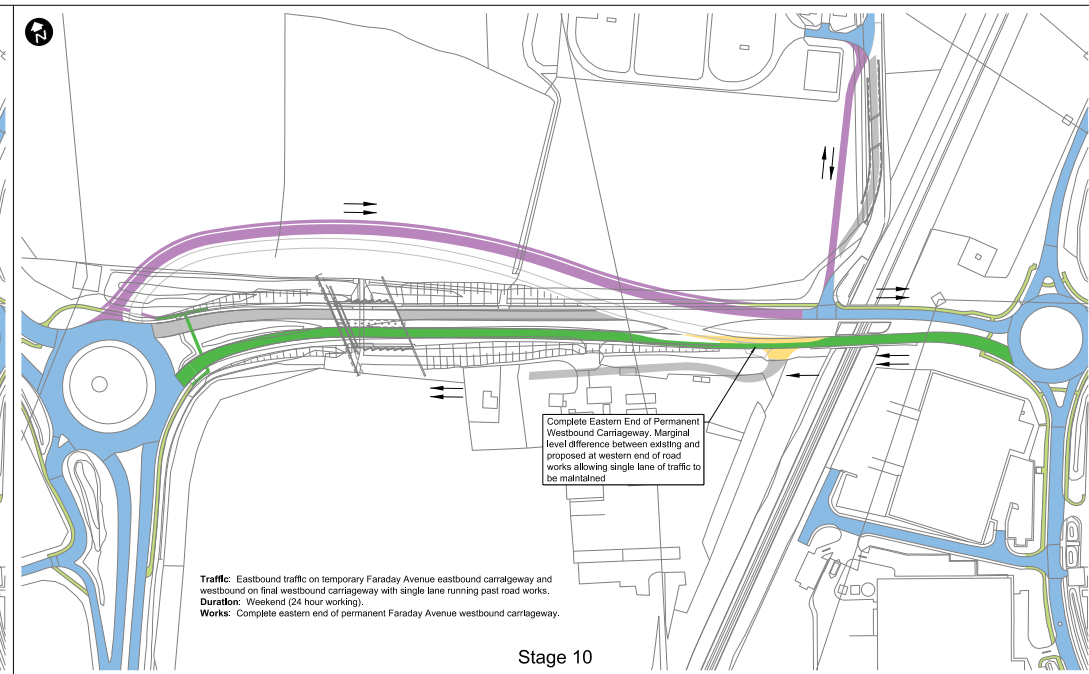 N
Complete Eastern End of Permanent
Westbound Carriageway. Marginal
level difference between existing and
proposed at western end of road
works allowing single lane of traffic to
be maintained
Traffic: Eastbound traffic on temporary Faraday Avenue eastbound carraigeway and
westbound on final westbound carriageway with single lane running past road works.
Duration: Weekend (24 hour working).
Works: Complete eastern end of permanent Faraday Avenue westbound carriageway.
Stage 10